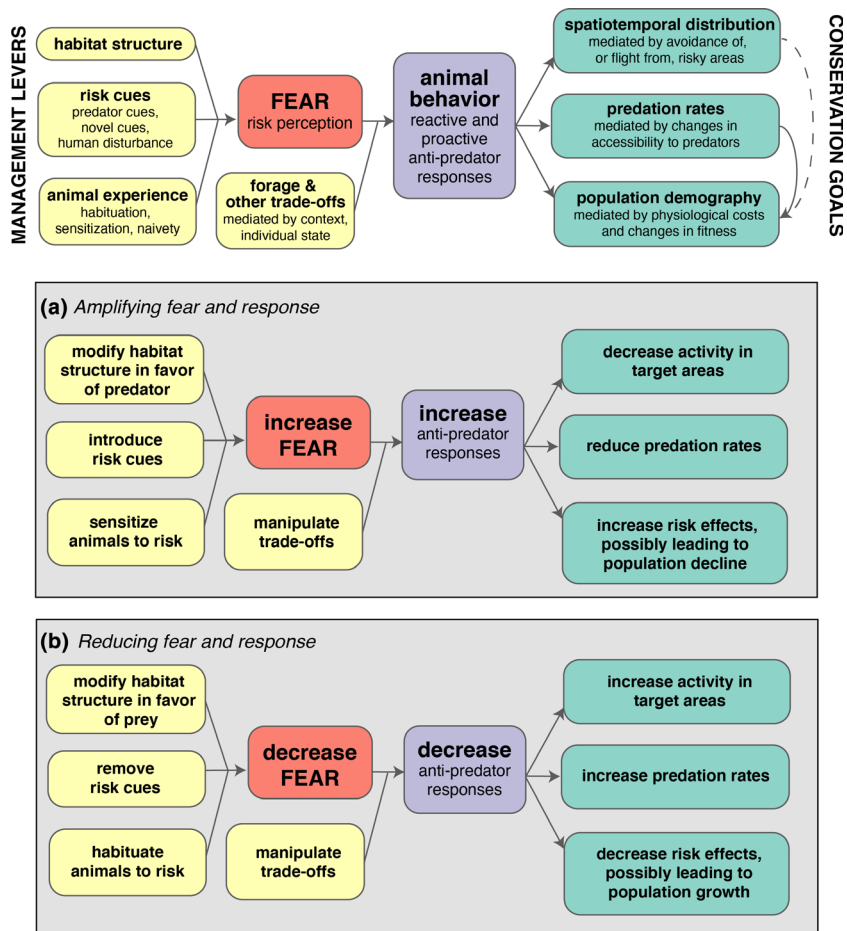 MANAGEMENT LEVERS
habitat structure
risk cues
predator cues,
novel cues,
human disturbance
animal experience
habituation,
sensitization, naivety
FEAR
risk perception
forage &
other trade-offs
mediated by context,
individual state
animal
behavior
reactive and
proactive
anti-predator
responses
spatiotemporal distribution
mediated by avoidance of,
or flight from, risky areas
predation rates
mediated by changes in
accessibility to predators
population demography
mediated by physiological costs
and changes in fitness
CONSERVATION GOALS
(a) Amplifying fear and response
modify habitat
structure in favor
of predator
introduce
risk cues
sensitize
animals to risk
increase
FEAR
manipulate
trade-offs
increase
anti-predator
responses
decrease activity in
target areas
reduce predation rates
increase risk effects,
possibly leading to
population decline
(b) Reducing fear and response
modify habitat
structure in favor
of prey
remove
risk cues
habituate
animals to risk
decrease
FEAR
manipulate
trade-offs
decrease
anti-predator
responses
increase activity in
target areas
increase predation rates
decrease risk effects,
possibly leading to
population growth